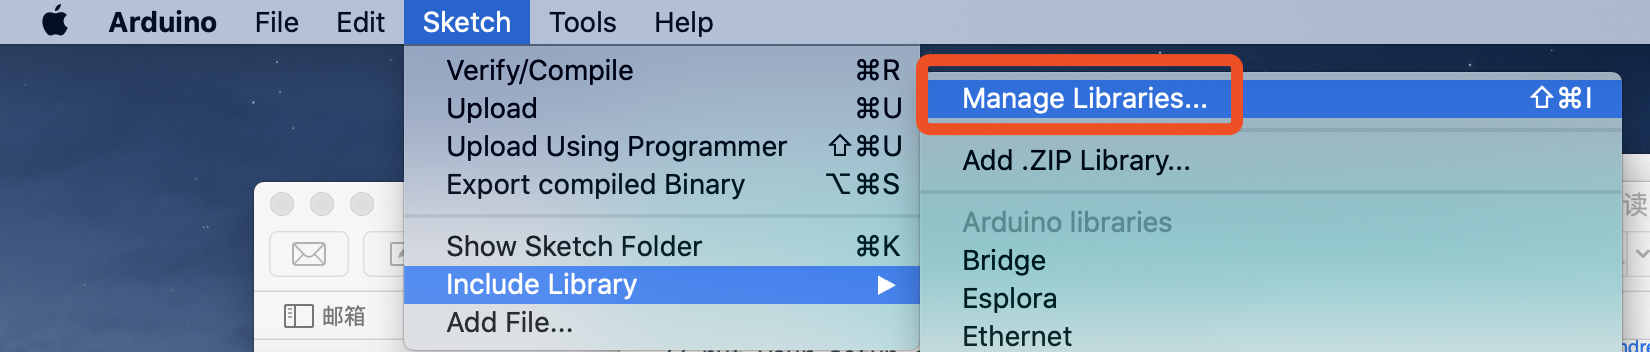 Arduino File Edit Sketch Tools Help
Verify/Compile ⌘R
Upload ⌘U
Upload Using Programmer ⇧⌘U
Export compiled Binary ⌥⌘S
Show Sketch Folder ⌘K
Include Library ▶
Add File...
Manage Libraries... ⇧⌘I
Add .ZIP Library...
Arduino libraries
Bridge
Esplora
Ethernet
邮箱
读